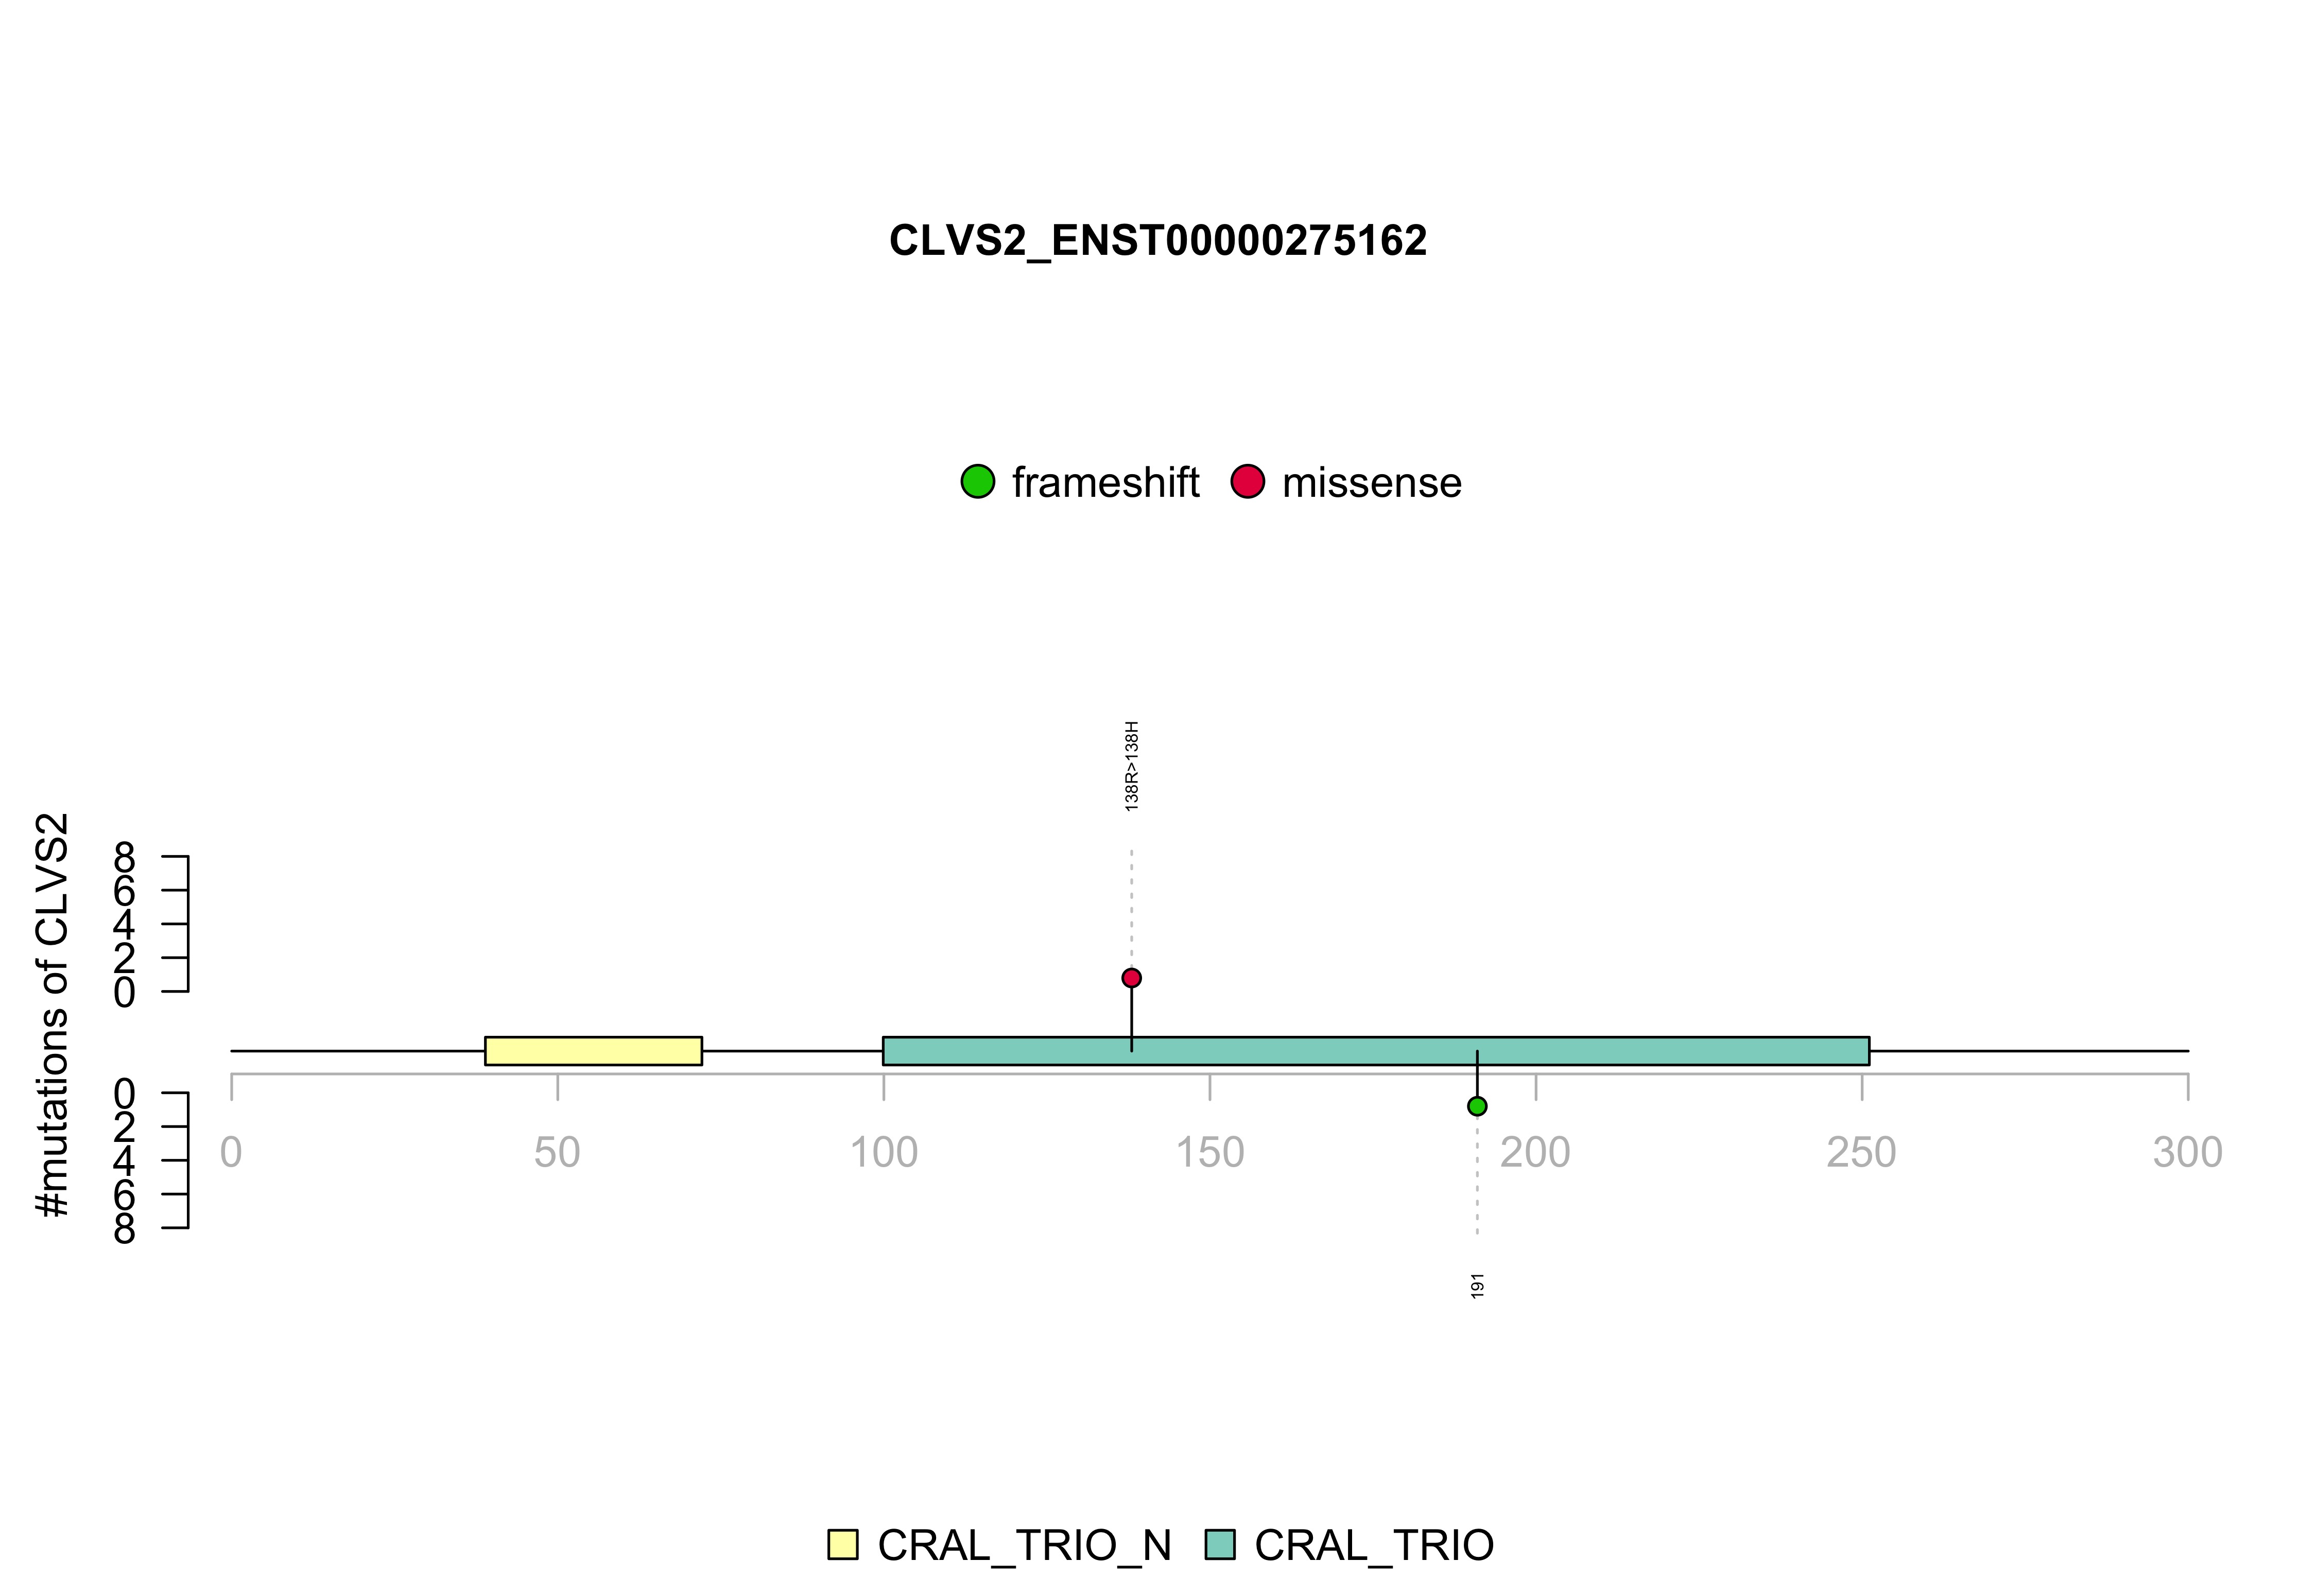 CLVS2_ENST00000275162
frameshift missense
138R>138H
#mutations of CLVS2
8
6
4
2
0
0
2
4
6
8
0 50 100 150 200 250 300
191
CRAL_TRIO_N CRAL_TRIO